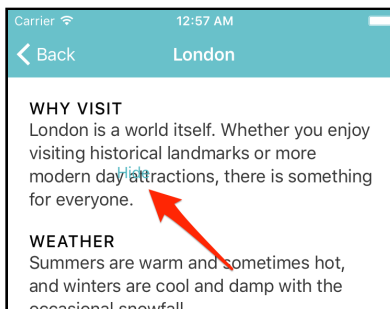 Carrier 12:57 AM
Back London
WHY VISIT
London is a world itself. Whether you enjoy
visiting historical landmarks or more
Hide
modern day attractions, there is something
for everyone.
WEATHER
Summers are warm and sometimes hot,
and winters are cool and damp with the
occasional snowfall